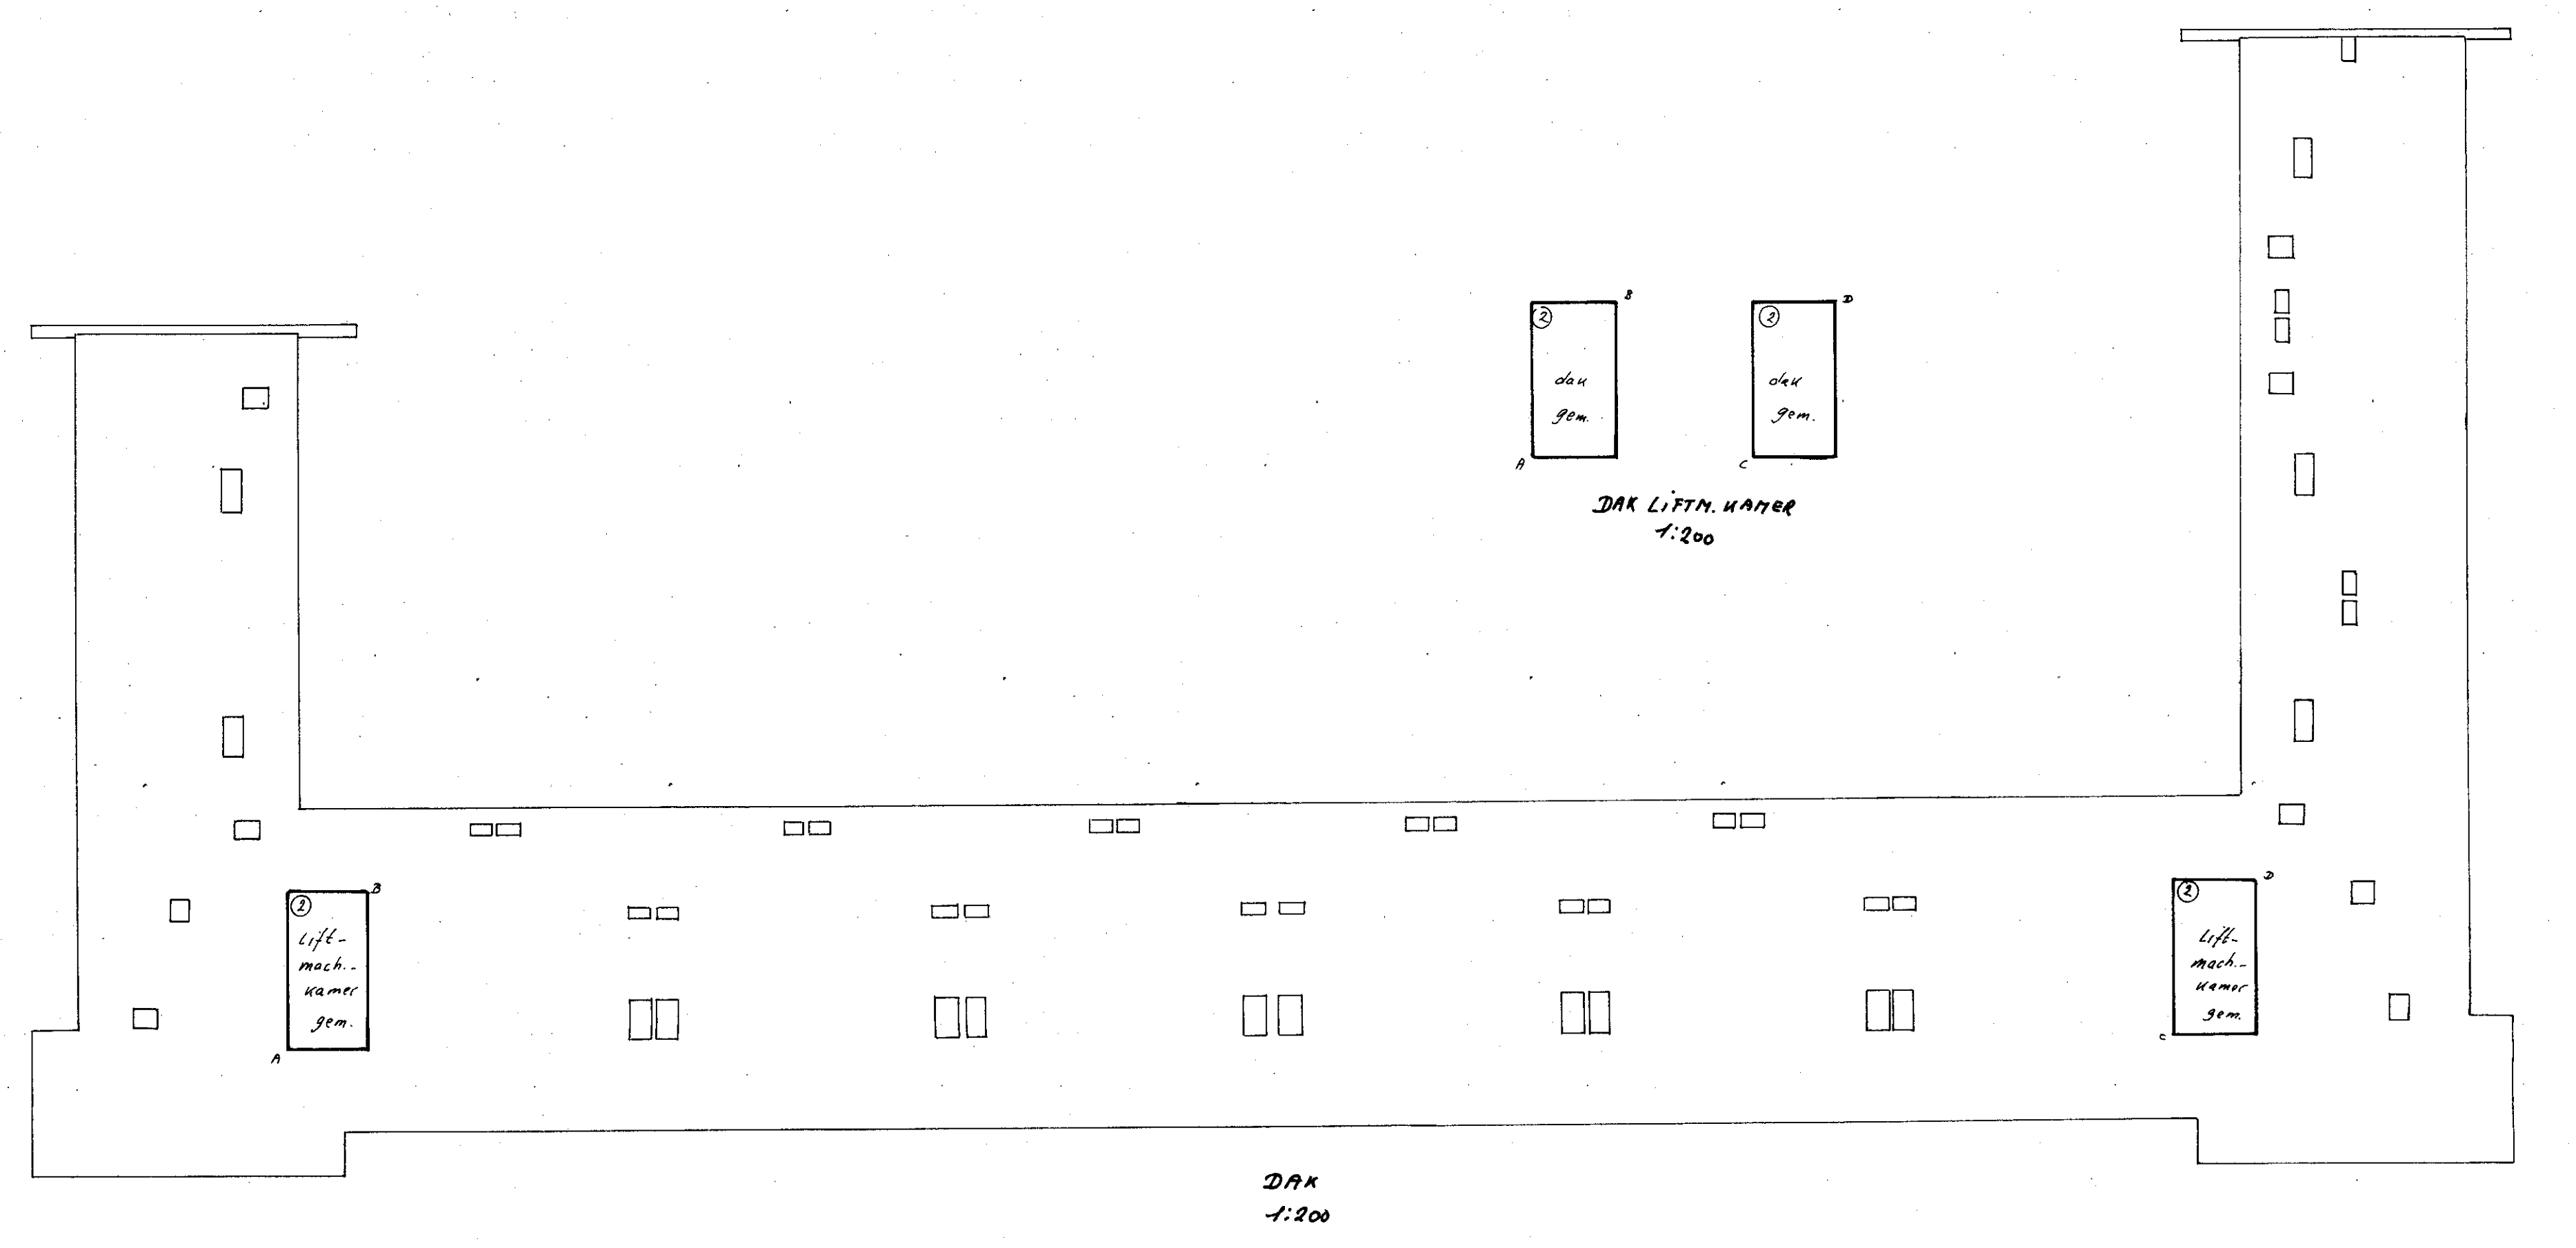 B
D
2
2
dak
gem.
dak
gem.
A
C
DAK LIFTM. KAMER
1:200
B
2
Lift-
mach.-
kamer
gem.
A
D
2
Lift-
mach.-
kamer
gem.
C
DAK
1:200